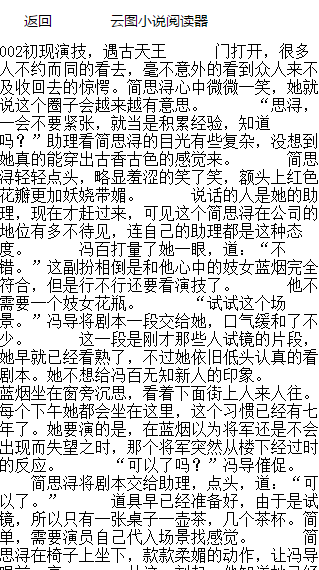 返回 云图小说阅读器
002初现演技，遇古天王 门打开，很多
人不约而同的看去，毫不意外的看到众人来不
及收回去的惊愕。简思浔心中微微一笑，她就
说这个圈子会越来越有意思。 “思浔，
一会不要紧张，就当是积累经验，知道
吗？”助理看简思浔的目光有些复杂，没想到
她真的能穿出古香古色的感觉来。 简思
浔轻轻点头，略显羞涩的笑了笑，额头上红色
花瓣更加妖娆带媚。 说话的人是她的助
理，现在才赶过来，可见这个简思浔在公司的
地位有多不待见，连自己的助理都是这种态
度。 冯百打量了她一眼，道：“不
错。”这副扮相倒是和他心中的妓女蓝烟完全
符合，但是行不行还要看演技了。 他不
需要一个妓女花瓶。 “试试这个场
景。”冯导将剧本一段交给她，口气缓和了不
少。 这一段是刚才那些人试镜的片段，
她早就已经看熟了，不过她依旧低头认真的看
剧本。她不想给冯百无知新人的印象。
蓝烟坐在窗旁沉思，看着下面街上人来人往。
每个下午她都会坐在这里，这个习惯已经有七
年了。她要演的是，在蓝烟以为将军还是不会
出现而失望之时，那个将军突然从楼下经过时
的反应。 “可以了吗？”冯导催促。
简思浔将剧本交给助理，点头，道：“可
以了。” 道具早已经准备好，由于是试
镜，所以只有一张桌子一壶茶，几个茶杯。简
单，需要演员自己代入场景找感觉。 简思
浔在椅子上坐下，款款柔媚的动作，让冯导